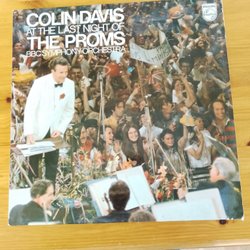 COLIN DAVIS
AT THE LAST NIGHT OF
THE PROMS
BBC SYMPHONY ORCHESTRA
PHILIPS